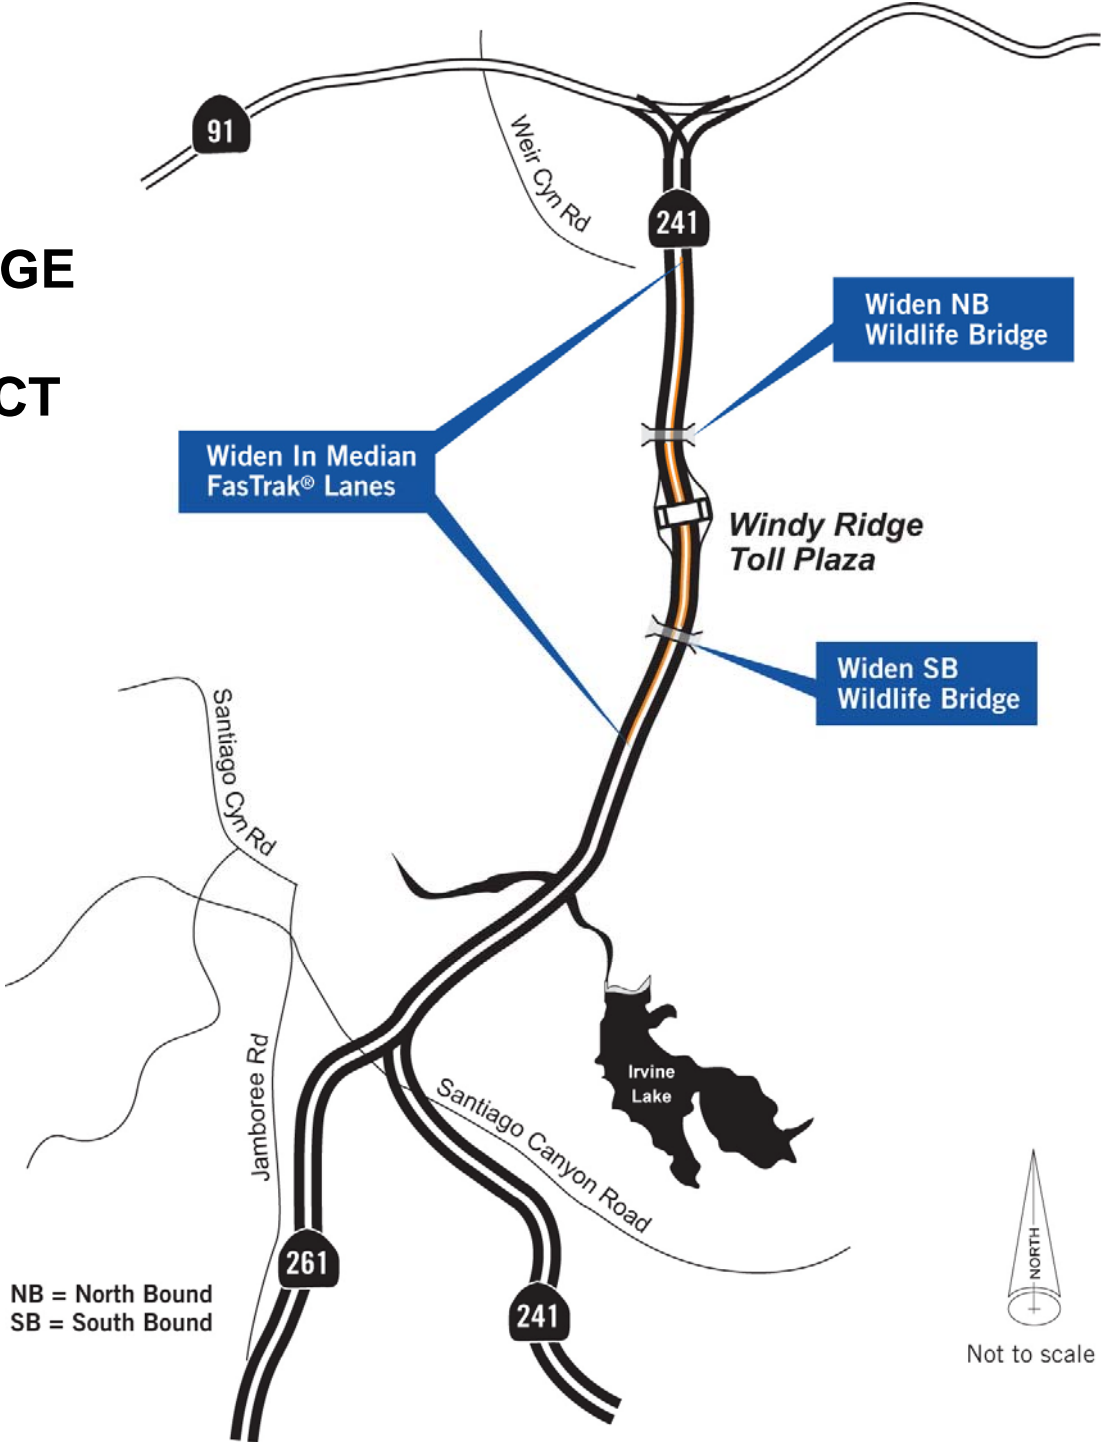 91
Weir Cyn Rd
241
GE
CT
Widen NB
Wildlife Bridge
Widen In Median
FasTrak® Lanes
Windy Ridge
Toll Plaza
Widen SB
Wildlife Bridge
Santiago Cyn Rd
Jamboree Rd
Irvine
Lake
Santiago Canyon Road
261
241
NB = North Bound
SB = South Bound
NORTH
Not to scale